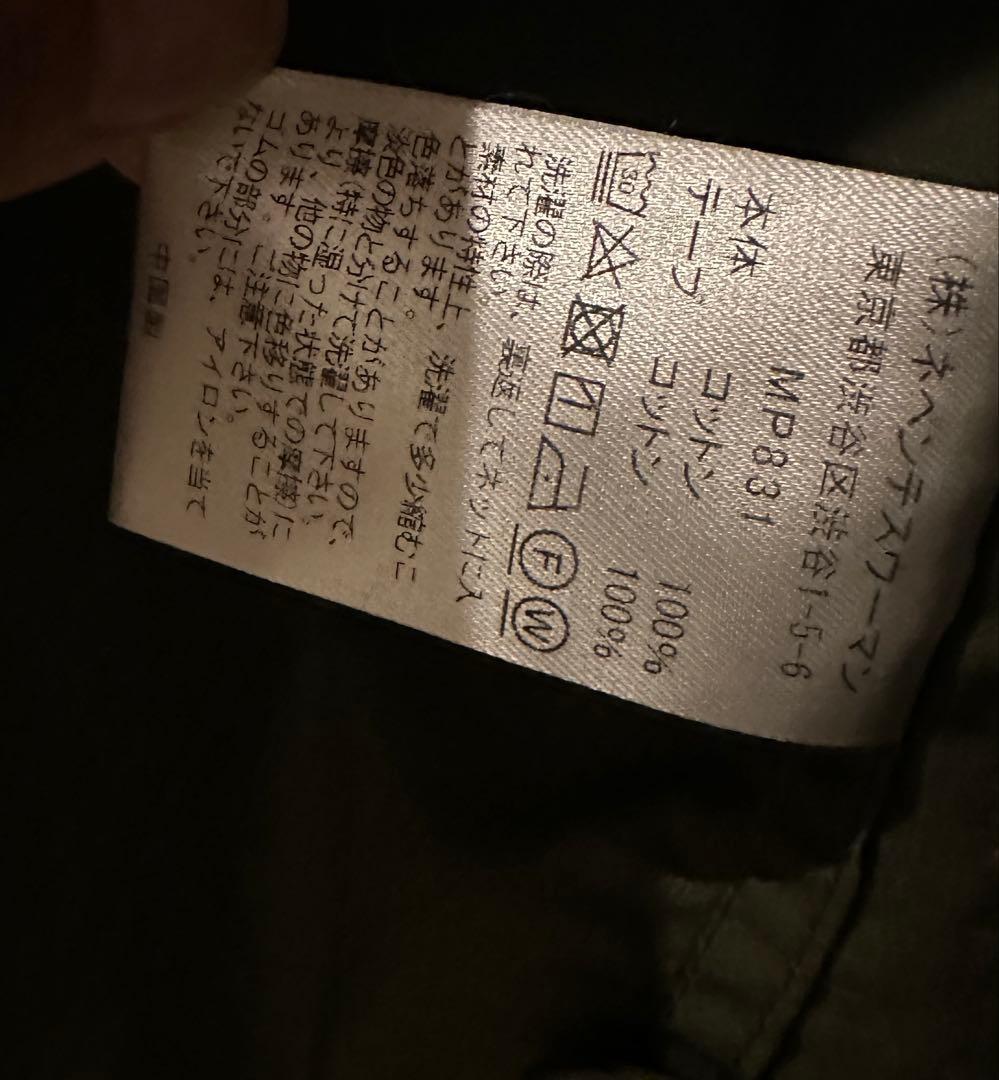 (株)ネペンテスウーマン
東京都渋谷区渋谷1-5-6
MP831
本体 コットン 100%
テープ コットン 100%
30 F W
洗濯の際は、裏返してネットに入
れて下さい。
素材の特性上、洗濯で多少縮むこ
とがあります。
色落ちすることがありますので、
淡色の物と分けて洗濯して下さい。
摩擦(特に湿った状態での摩擦)に
より、他の物に色移りすることが
あります。ご注意下さい。
ゴムの部分には、アイロンを当て
ないで下さい。
中国製